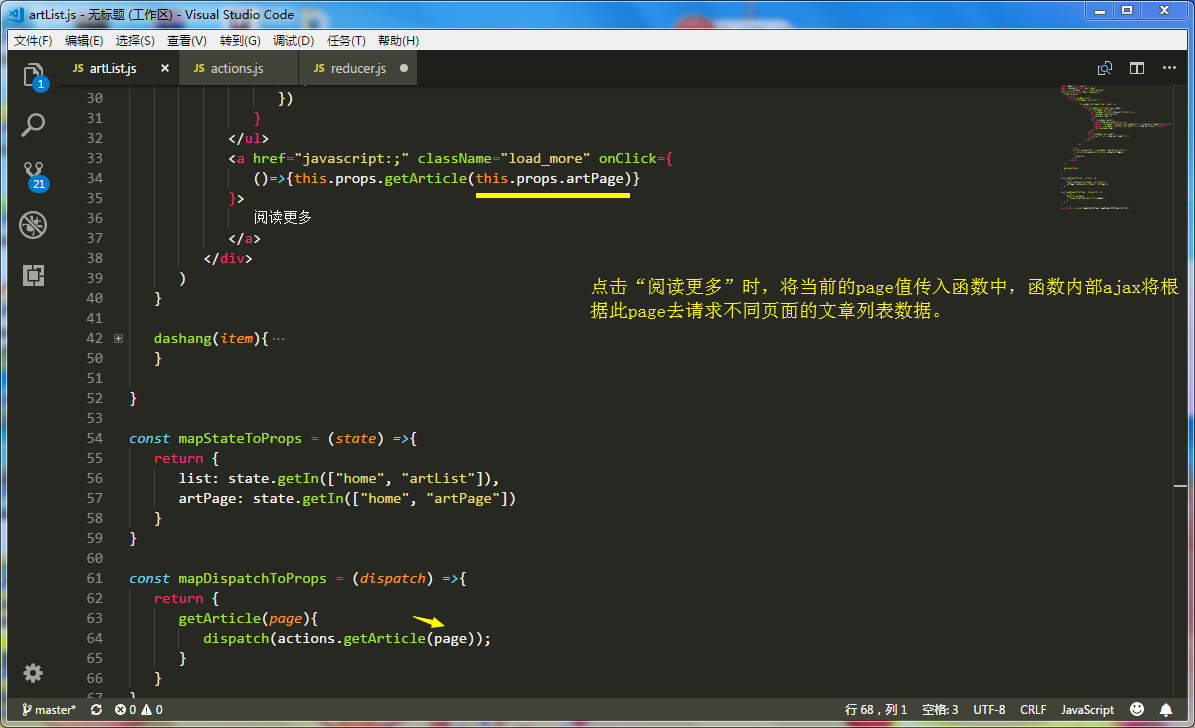 artList.js - 无标题 (工作区) - Visual Studio Code
文件(F) 编辑(E) 选择(S) 查看(V) 转到(G) 调试(D) 任务(T) 帮助(H)
JS artList.js × JS actions.js JS reducer.js
1
21
30 })
31 }
32 </ul>
33 <a href="javascript:;" className="load_more" onClick={
34 ()=>{this.props.getArticle(this.props.artPage)}
35 }>
36 阅读更多
37 </a>
38 </div>
39 )
40 }
41
42 dashang(item){…
50 }
51
52 }
53
54 const mapStateToProps = (state) =>{
55 return {
56 list: state.getIn(["home", "artList"]),
57 artPage: state.getIn(["home", "artPage"])
58 }
59 }
60
61 const mapDispatchToProps = (dispatch) =>{
62 return {
63 getArticle(page){
64 dispatch(actions.getArticle(page));
65 }
66 }
67 }
点击“阅读更多”时，将当前的page值传入函数中，函数内部ajax将根
据此page去请求不同页面的文章列表数据。
master* 0 0 行 68，列 1 空格: 3 UTF-8 CRLF JavaScript